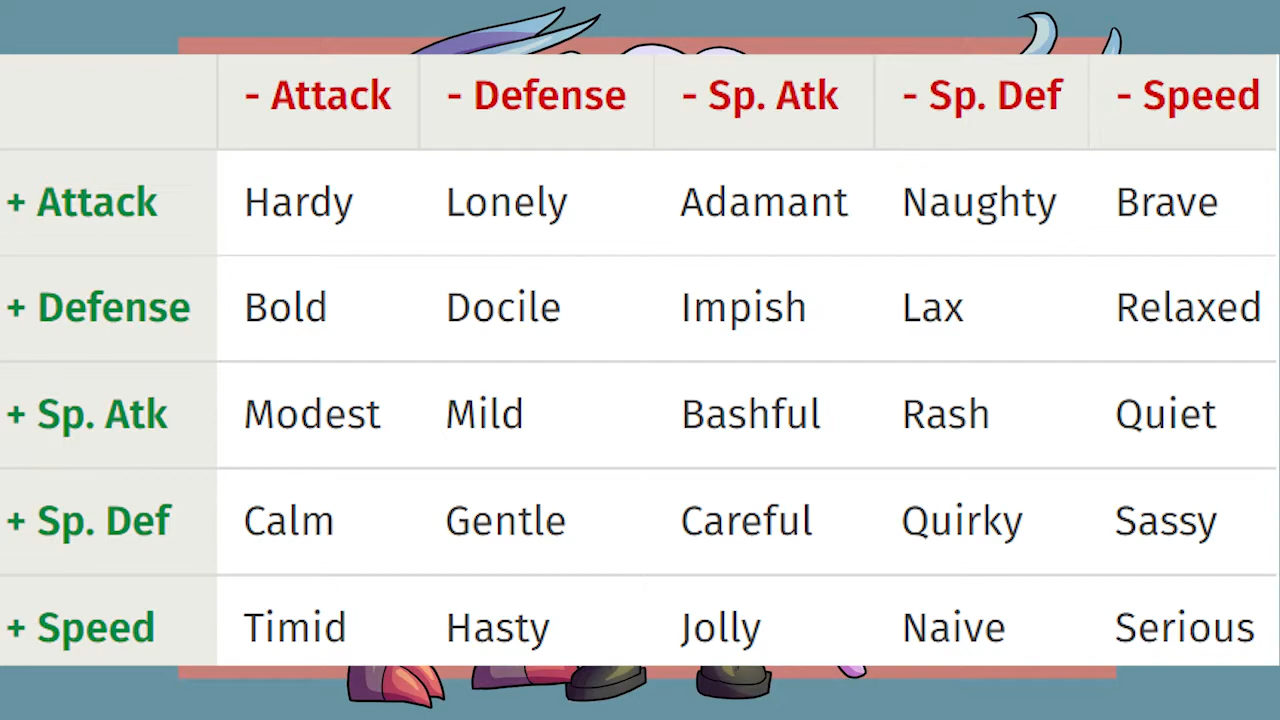 - Attack - Defense - Sp. Atk - Sp. Def - Speed
+ Attack Hardy Lonely Adamant Naughty Brave
+ Defense Bold Docile Impish Lax Relaxed
+ Sp. Atk Modest Mild Bashful Rash Quiet
+ Sp. Def Calm Gentle Careful Quirky Sassy
+ Speed Timid Hasty Jolly Naive Serious